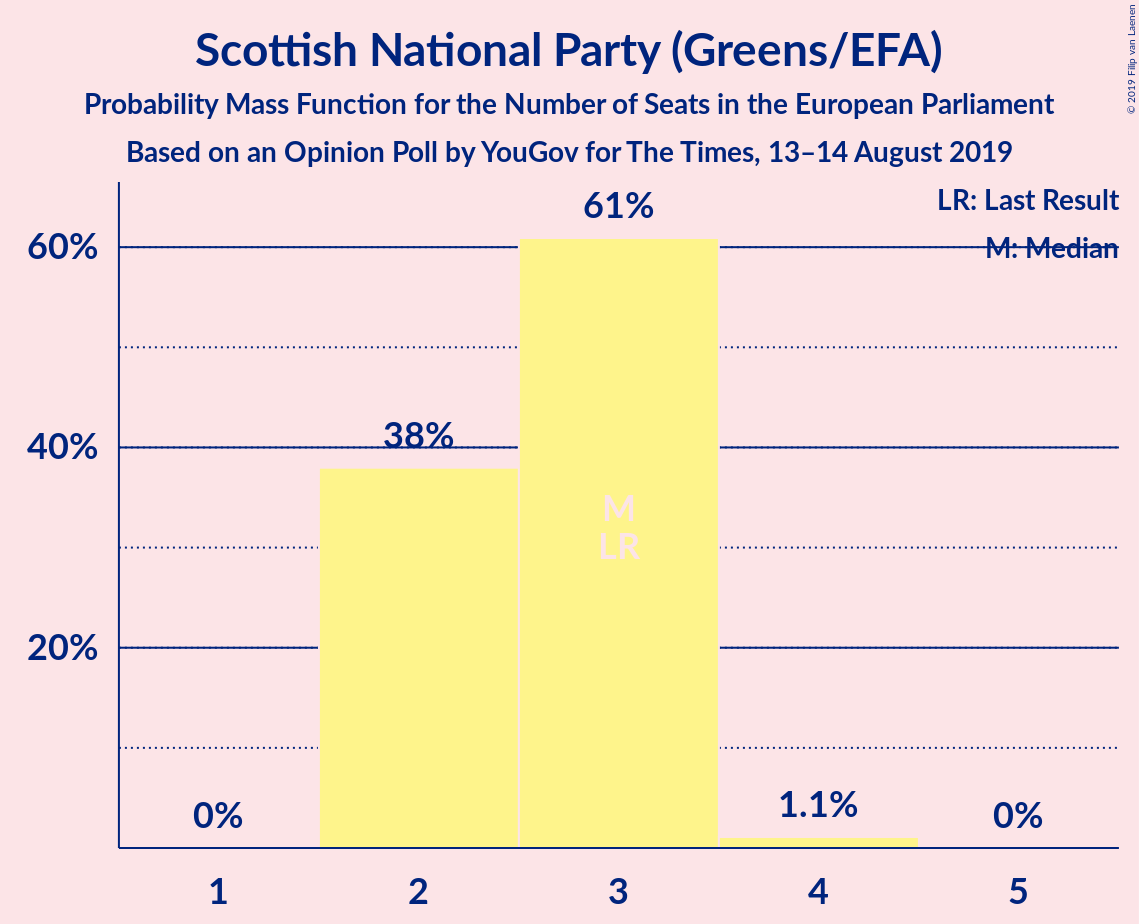 Scottish National Party (Greens/EFA)
Probability Mass Function for the Number of Seats in the European Parliament
Based on an Opinion Poll by YouGov for The Times, 13–14 August 2019
© 2019 Filip van Laenen
LR: Last Result
M: Median
60%
40%
20%
0%
38%
61%
M
LR
1.1%
0%
1
2
3
4
5